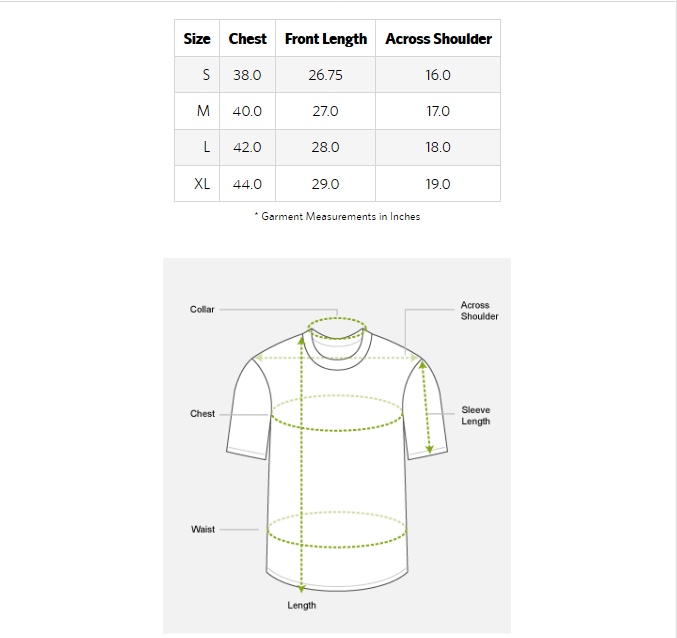 Size Chest Front Length Across Shoulder
S 38.0 26.75 16.0
M 40.0 27.0 17.0
L 42.0 28.0 18.0
XL 44.0 29.0 19.0
* Garment Measurements in Inches
Collar
Across
Shoulder
Chest
Sleeve
Length
Waist
Length